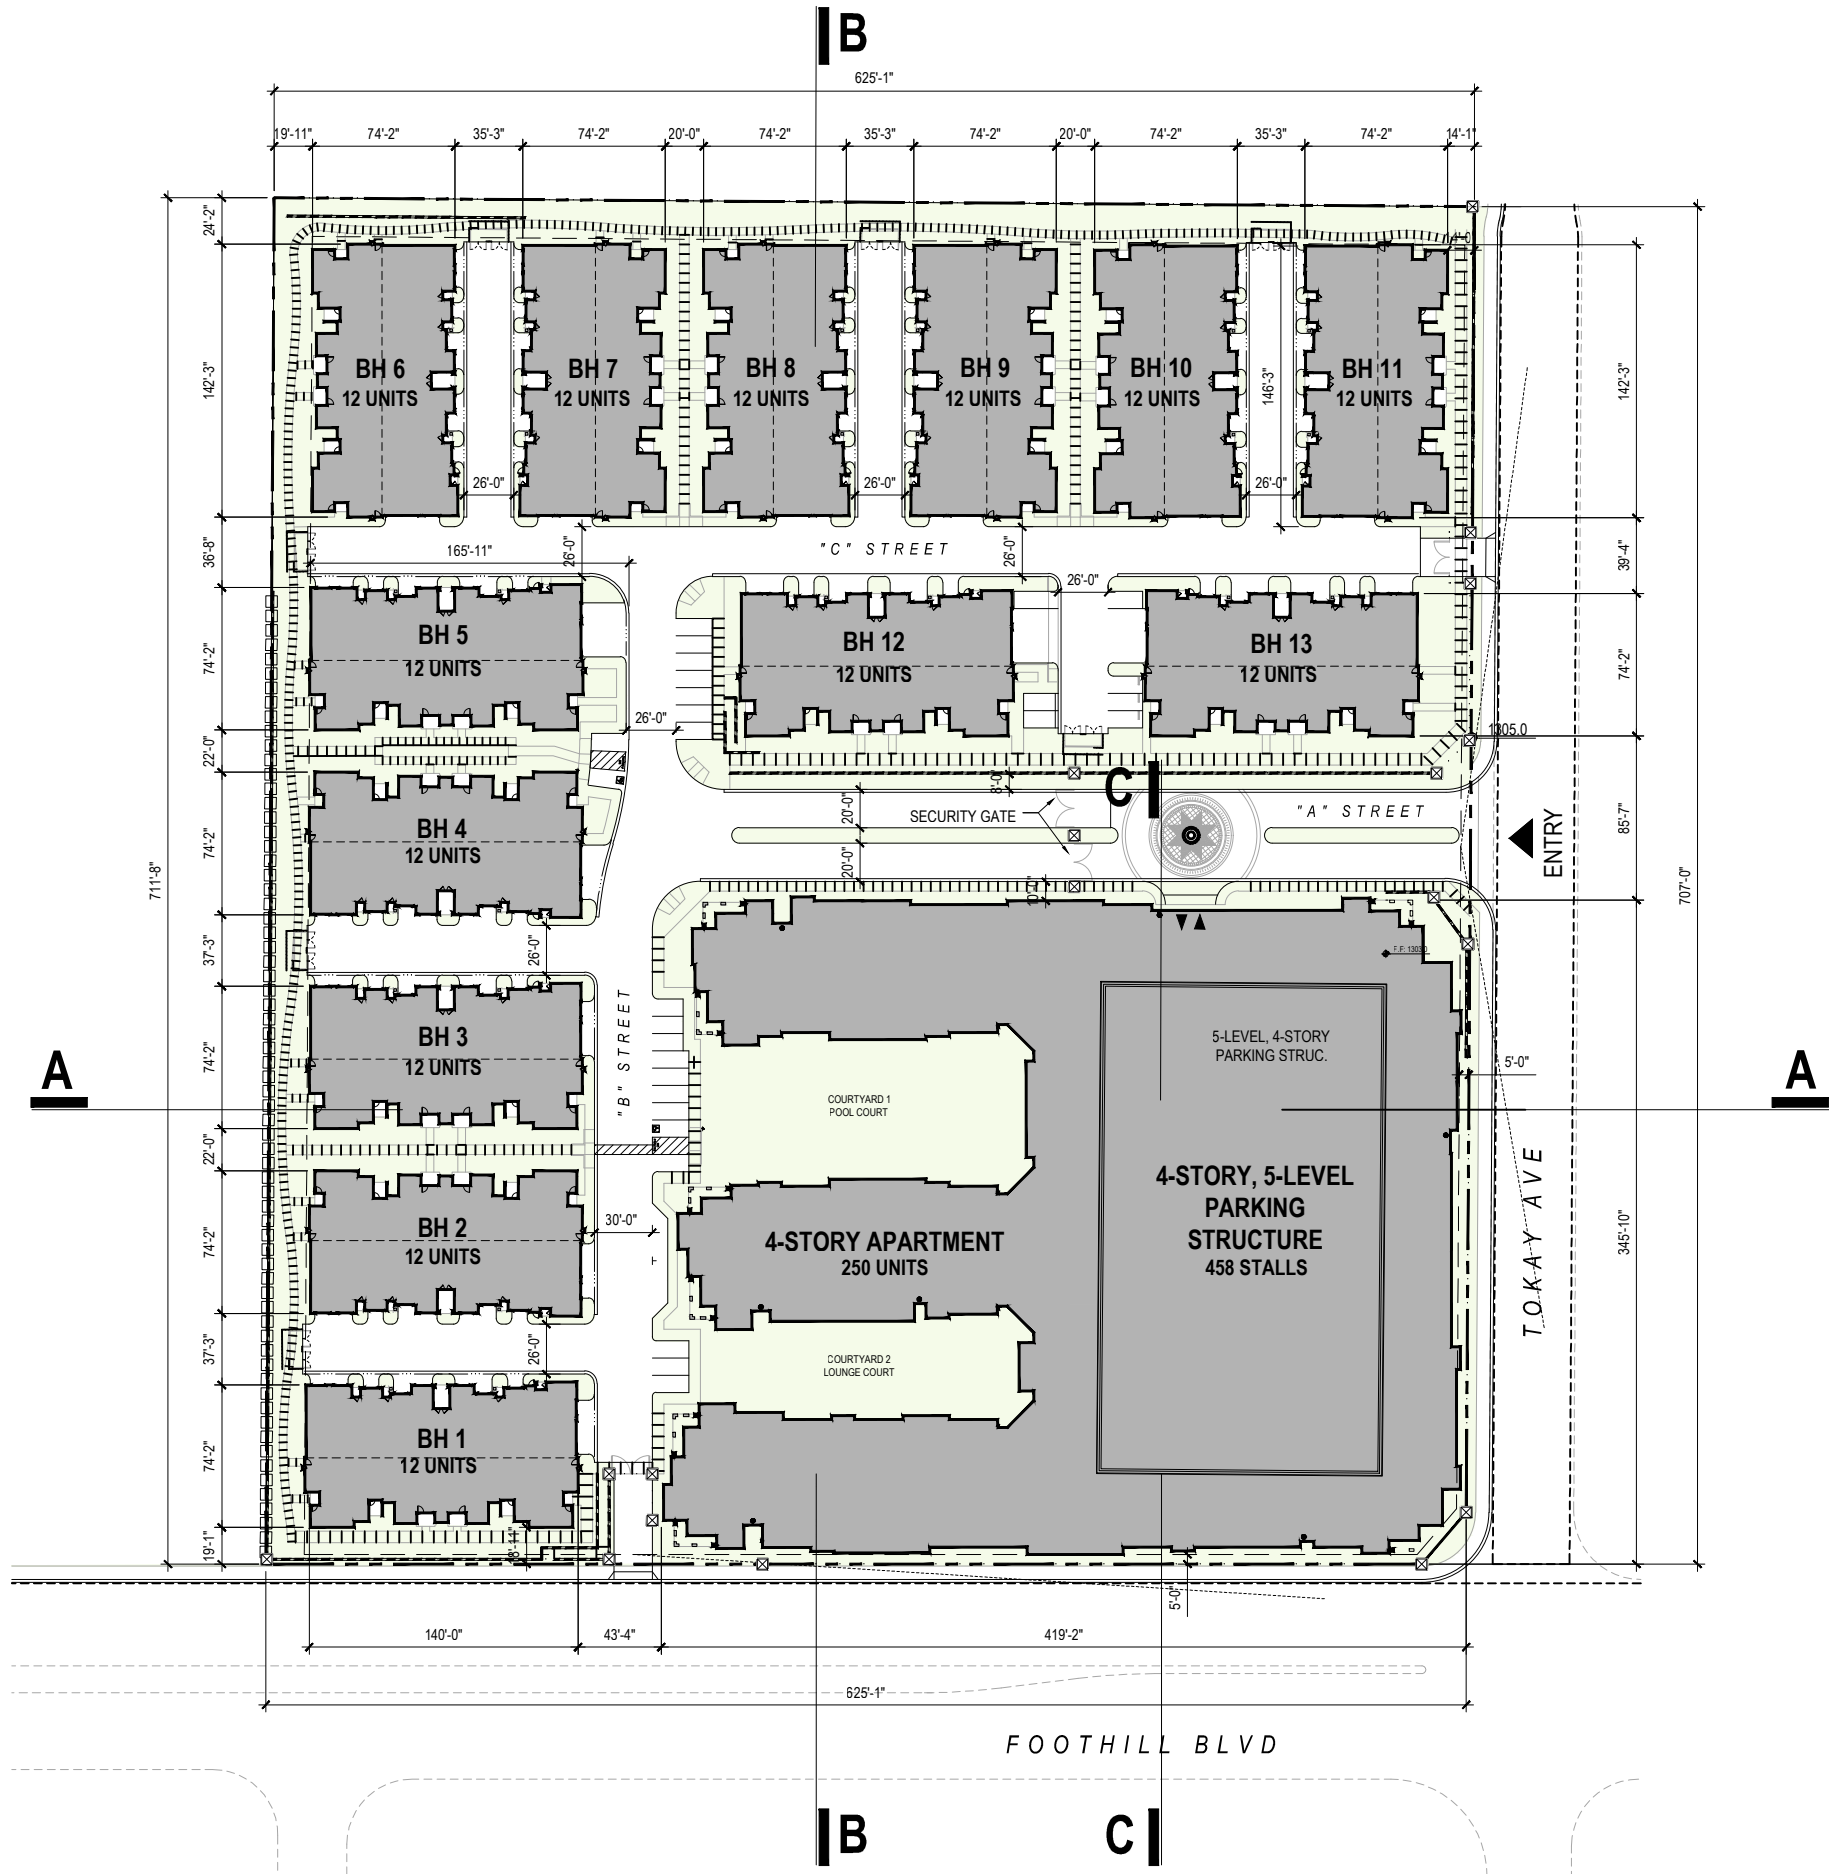 B
625'-1"
19'-11" 74'-2" 35'-3" 74'-2" 20'-0" 74'-2" 35'-3" 74'-2" 20'-0" 74'-2" 35'-3" 74'-2" 14'-1"
24'-2"
142'-3"
BH 6
12 UNITS
BH 7
12 UNITS
BH 8
12 UNITS
BH 9
12 UNITS
BH 10
12 UNITS
146'-3"
BH 11
12 UNITS
142'-3"
26'-0" 26'-0" 26'-0"
36'-8"
165'-11"
26'-0"
"C" STREET
26'-0"
26'-0"
39'-4"
74'-2"
BH 5
12 UNITS
BH 12
12 UNITS
BH 13
12 UNITS
74'-2"
26'-0"
1305.0
22'-0"
C
8'-0"
74'-2"
BH 4
12 UNITS
20'-0"
20'-0"
SECURITY GATE
"A" STREET
ENTRY
85'-7"
711'-8"
707'-0"
10'-0"
37'-3"
26'-0"
F.F: 1303.0
"B" STREET
74'-2"
BH 3
12 UNITS
5-LEVEL, 4-STORY
PARKING STRUC.
5'-0"
A
A
COURTYARD 1
POOL COURT
22'-0"
74'-2"
BH 2
12 UNITS
30'-0"
4-STORY APARTMENT
250 UNITS
4-STORY, 5-LEVEL
PARKING
STRUCTURE
458 STALLS
TOKAY AVE
345'-10"
37'-3"
26'-0"
COURTYARD 2
LOUNGE COURT
74'-2"
BH 1
12 UNITS
19'-1"
18'-11"
5'-0"
140'-0" 43'-4" 419'-2"
625'-1"
FOOTHILL BLVD
B
C